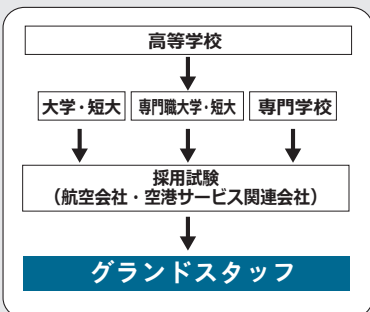 高等学校
大学・短大
専門職大学・短大
専門学校
採用試験
（航空会社・空港サービス関連会社）
グランドスタッフ